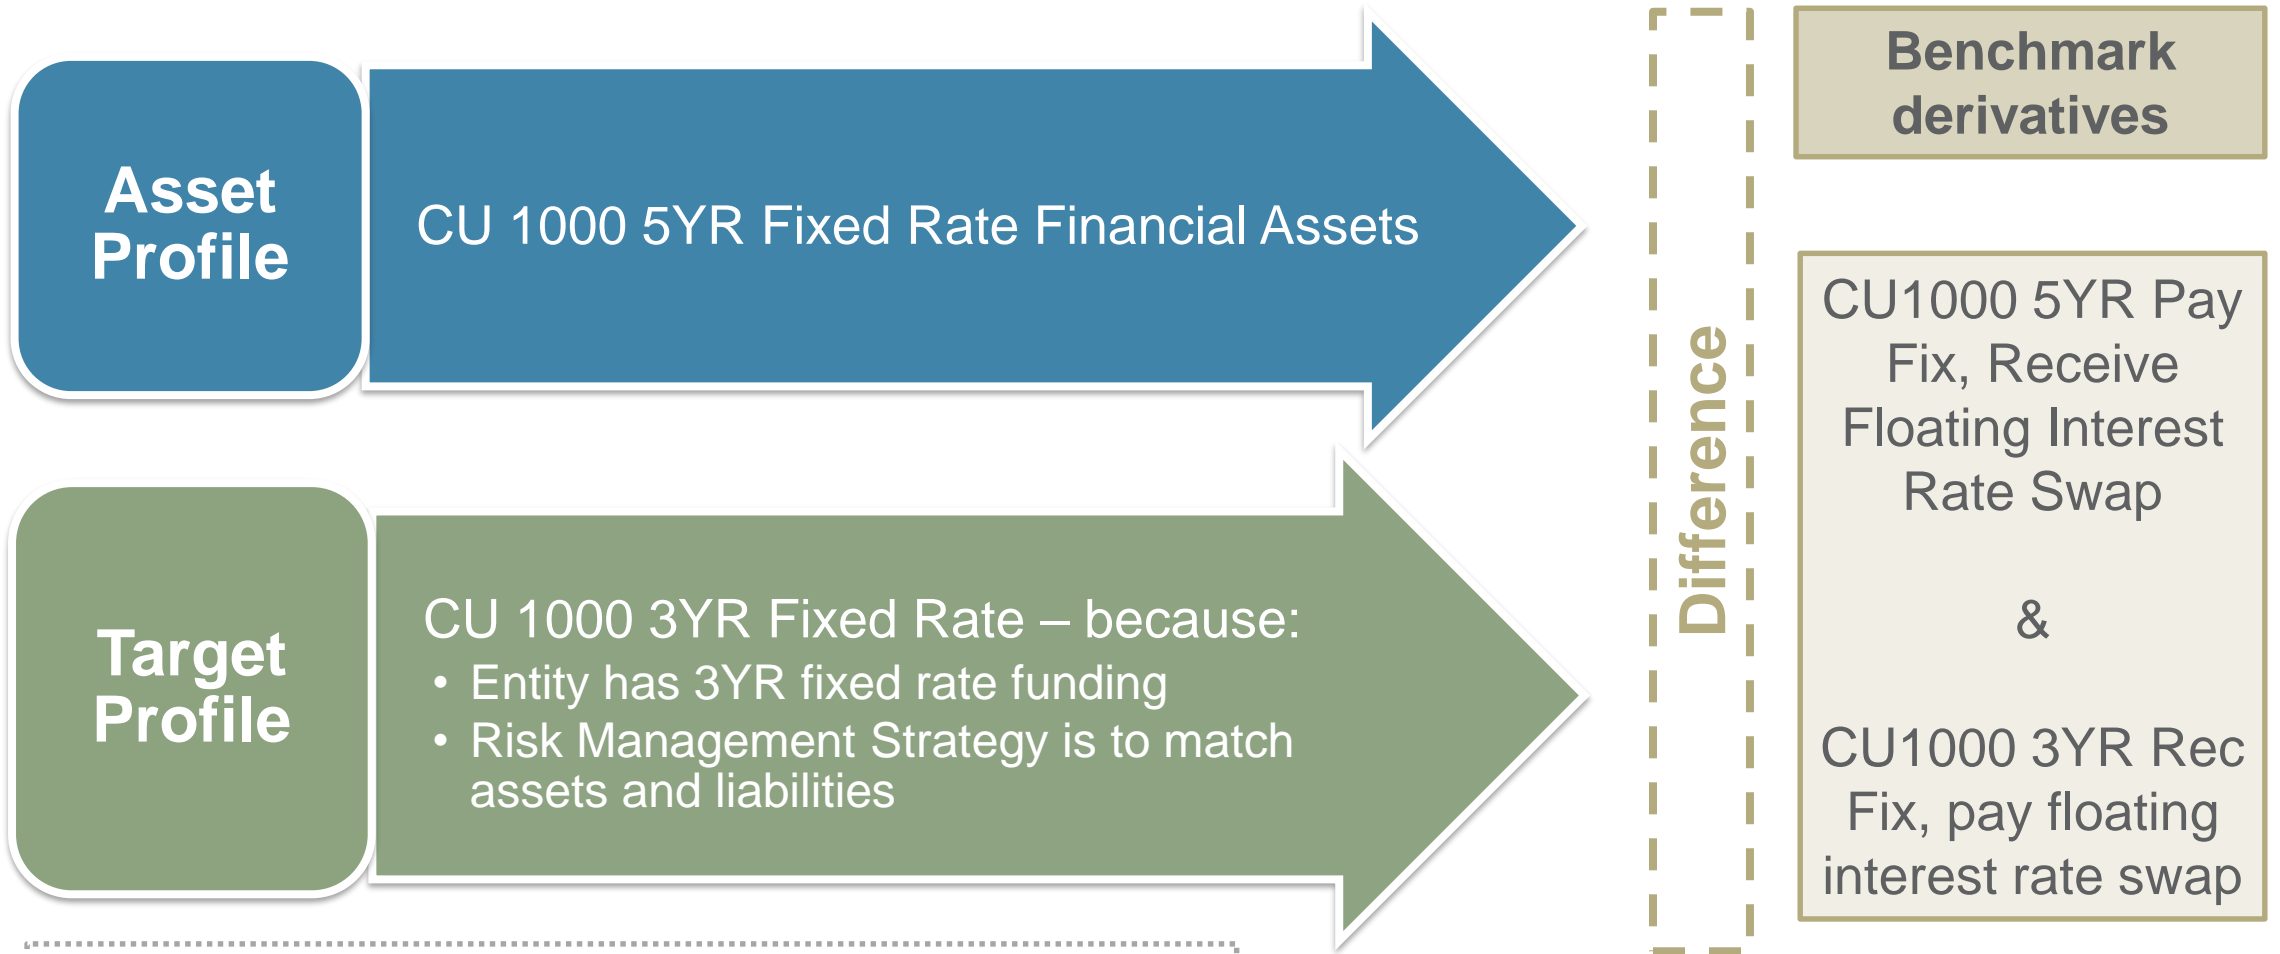 Asset
Profile
CU 1000 5YR Fixed Rate Financial Assets
Target
Profile
CU 1000 3YR Fixed Rate – because:
• Entity has 3YR fixed rate funding
• Risk Management Strategy is to match
assets and liabilities
Difference
Benchmark
derivatives
CU1000 5YR Pay
Fix, Receive
Floating Interest
Rate Swap
&
CU1000 3YR Rec
Fix, pay floating
interest rate swap